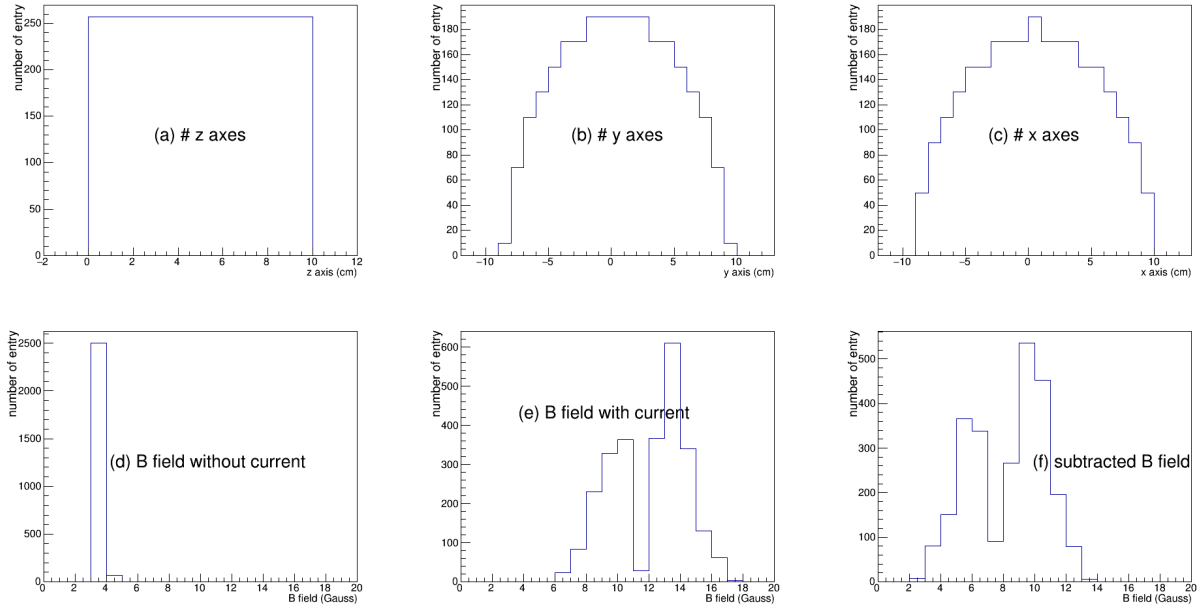 number of entry
250
200
150
100
50
0
−2 0 2 4 6 8 10 12
z axis (cm)
(a) # z axes
number of entry
180
160
140
120
100
80
60
40
20
0
−10 −5 0 5 10
y axis (cm)
(b) # y axes
number of entry
180
160
140
120
100
80
60
40
20
0
−10 −5 0 5 10
x axis (cm)
(c) # x axes
number of entry
2500
2000
1500
1000
500
0
0 2 4 6 8 10 12 14 16 18 20
B field (Gauss)
(d) B field without current
number of entry
600
500
400
300
200
100
0
0 2 4 6 8 10 12 14 16 18 20
B field (Gauss)
(e) B field with current
number of entry
500
400
300
200
100
0
0 2 4 6 8 10 12 14 16 18 20
B field (Gauss)
(f) subtracted B field